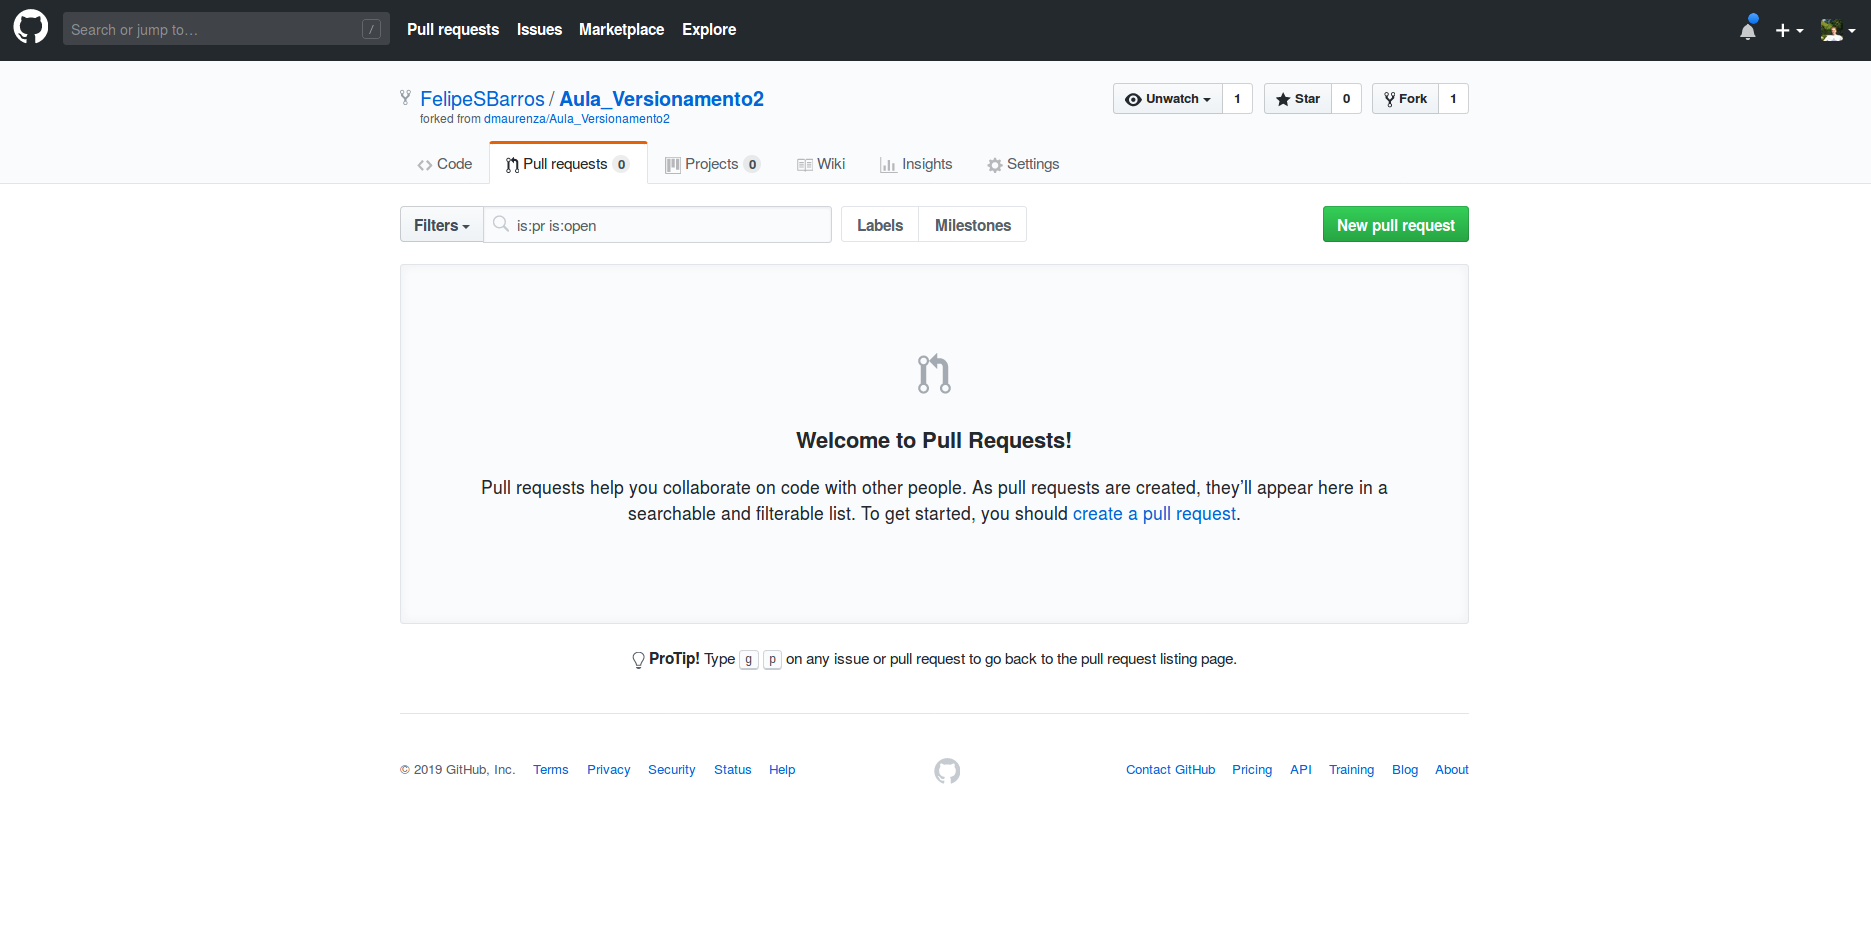 Search or jump to… /
Pull requests Issues Marketplace Explore
FelipeSBarros / Aula_Versionamento2
forked from dmaurenza/Aula_Versionamento2
Unwatch 1 Star 0 Fork 1
Code Pull requests 0 Projects 0 Wiki Insights Settings
Filters is:pr is:open Labels Milestones New pull request
Welcome to Pull Requests!
Pull requests help you collaborate on code with other people. As pull requests are created, they’ll appear here in a
searchable and filterable list. To get started, you should create a pull request.
ProTip! Type g p on any issue or pull request to go back to the pull request listing page.
© 2019 GitHub, Inc. Terms Privacy Security Status Help Contact GitHub Pricing API Training Blog About